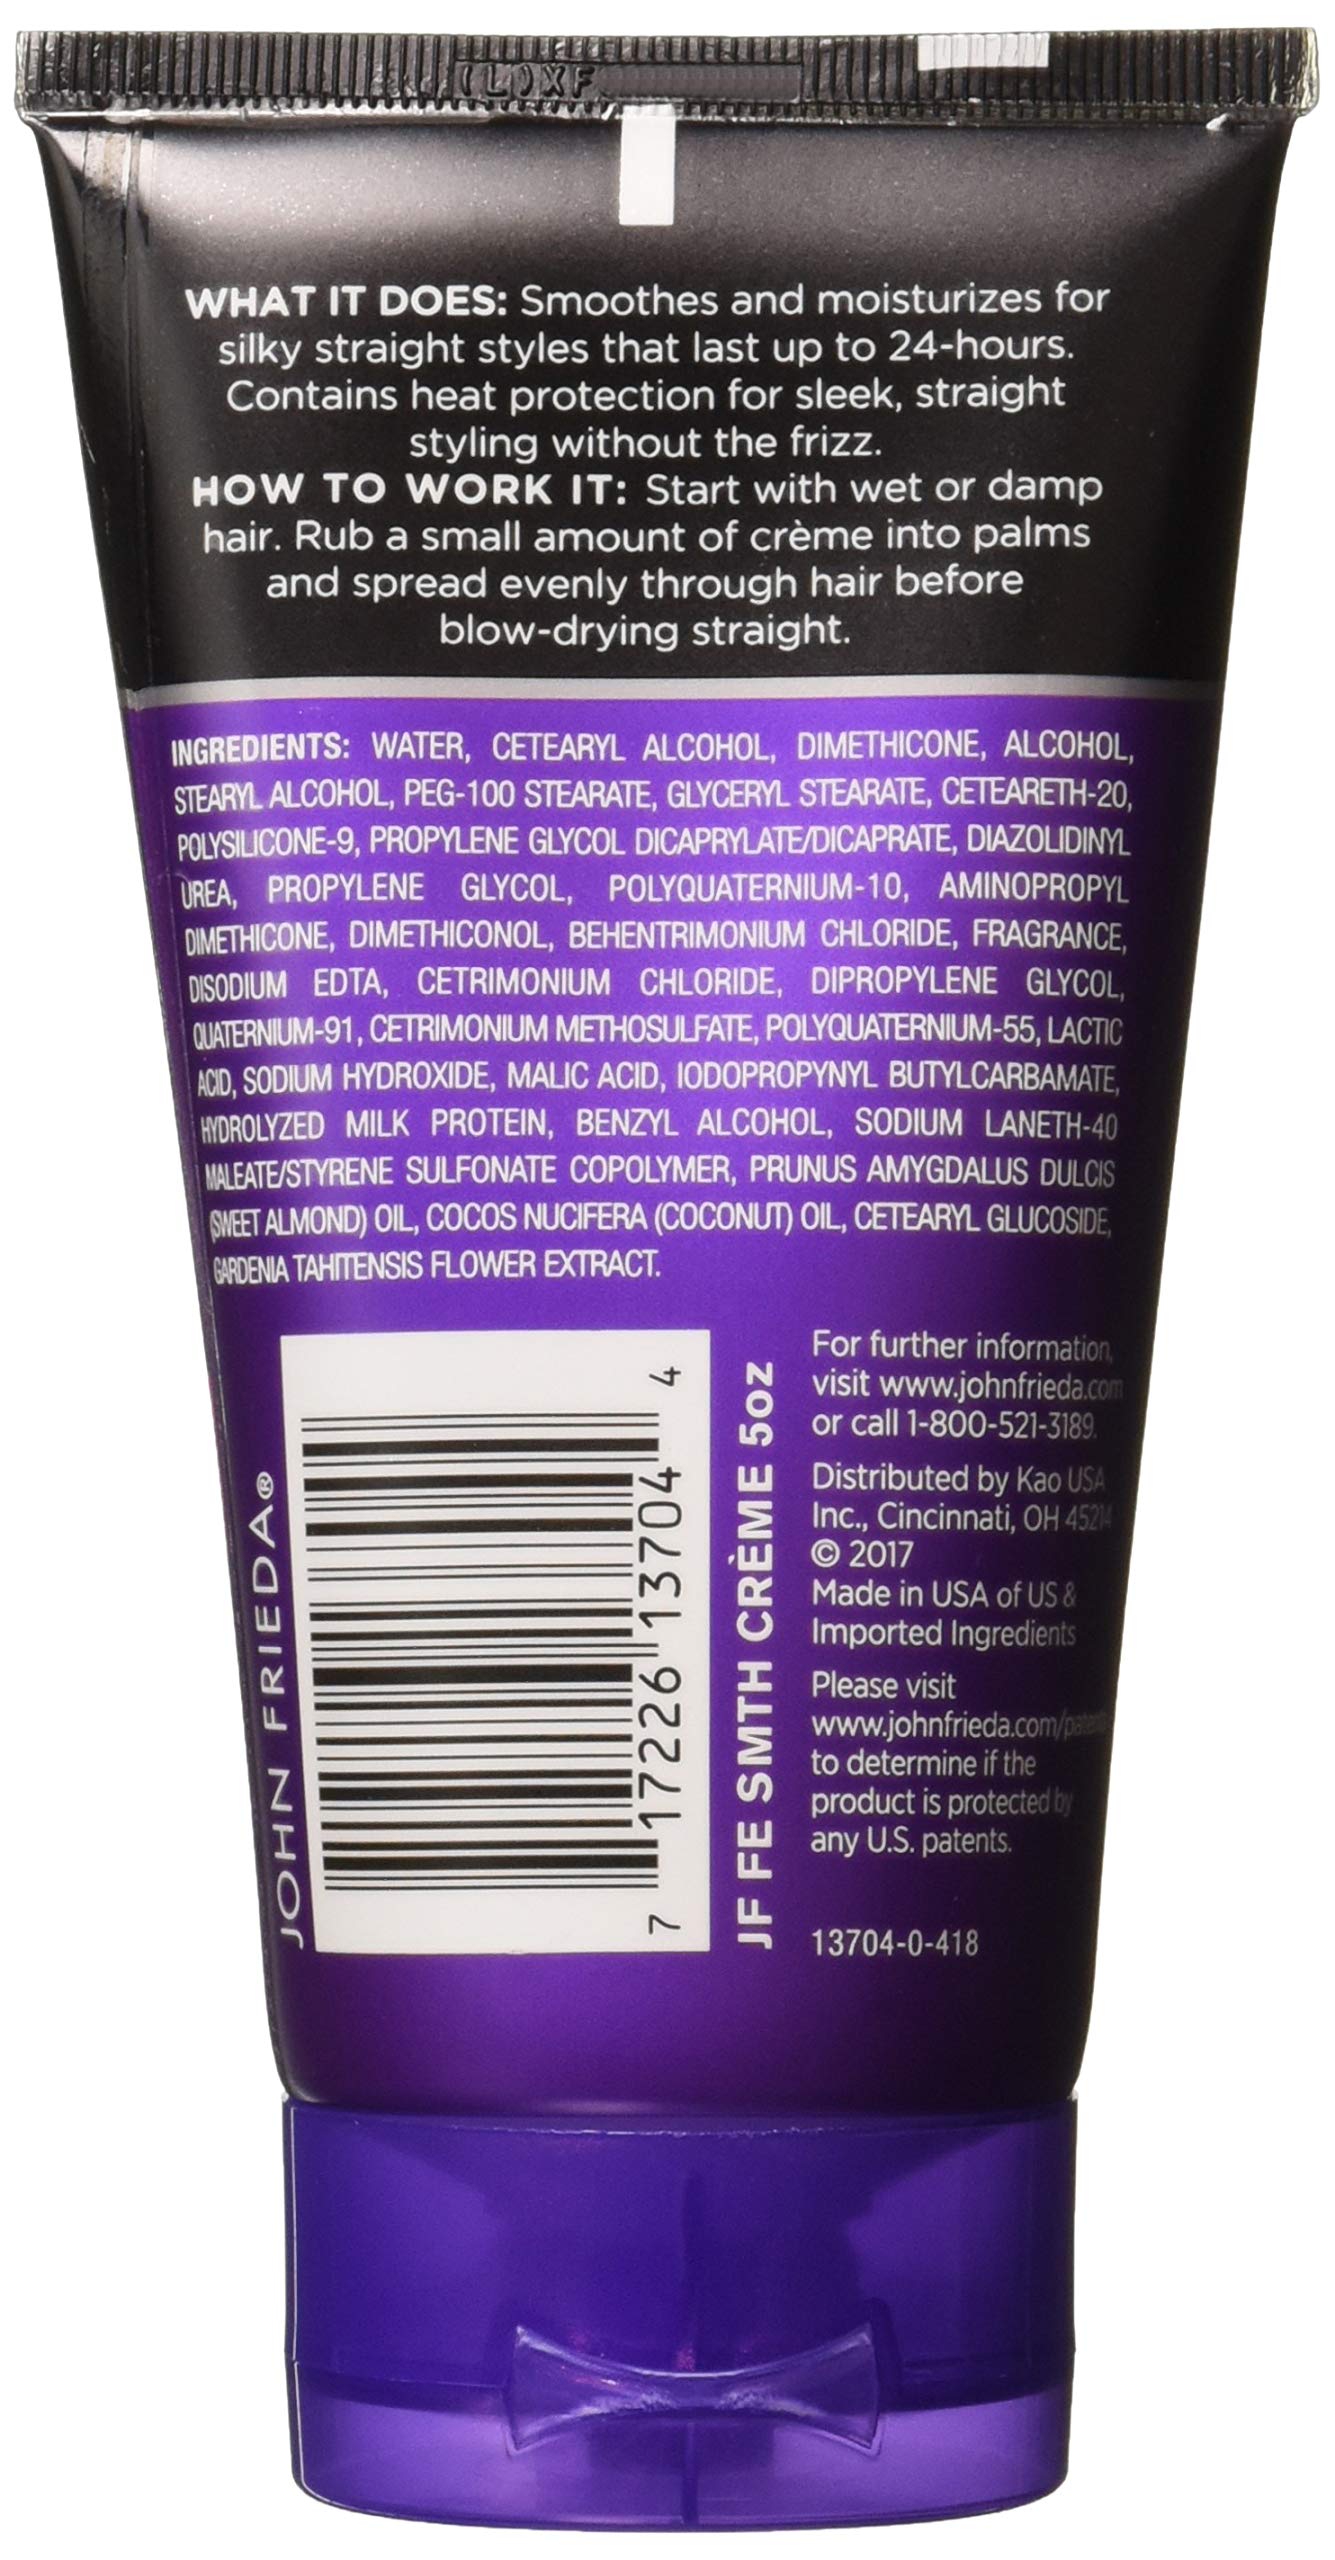 (L)XF
WHAT IT DOES: Smoothes and moisturizes for
silky straight styles that last up to 24-hours.
Contains heat protection for sleek, straight
styling without the frizz.
HOW TO WORK IT: Start with wet or damp
hair. Rub a small amount of crème into palms
and spread evenly through hair before
blow-drying straight.
INGREDIENTS: WATER, CETEARYL ALCOHOL, DIMETHICONE, ALCOHOL,
STEARYL ALCOHOL, PEG-100 STEARATE, GLYCERYL STEARATE, CETEARETH-20,
POLYSILICONE-9, PROPYLENE GLYCOL DICAPRYLATE/DICAPRATE, DIAZOLIDINYL
UREA, PROPYLENE GLYCOL, POLYQUATERNIUM-10, AMINOPROPYL
DIMETHICONE, DIMETHICONOL, BEHENTRIMONIUM CHLORIDE, FRAGRANCE,
DISODIUM EDTA, CETRIMONIUM CHLORIDE, DIPROPYLENE GLYCOL,
QUATERNIUM-91, CETRIMONIUM METHOSULFATE, POLYQUATERNIUM-55, LACTIC
ACID, SODIUM HYDROXIDE, MALIC ACID, IODOPROPYNYL BUTYLCARBAMATE,
HYDROLYZED MILK PROTEIN, BENZYL ALCOHOL, SODIUM LANETH-40
MALEATE/STYRENE SULFONATE COPOLYMER, PRUNUS AMYGDALUS DULCIS
(SWEET ALMOND) OIL, COCOS NUCIFERA (COCONUT) OIL, CETEARYL GLUCOSIDE,
GARDENIA TAHITENSIS FLOWER EXTRACT.
JOHN FRIEDA®
7 17226 13704 4
JF FE SMTH CRÈME 5oz
For further information,
visit www.johnfrieda.com
or call 1-800-521-3189.
Distributed by Kao USA
Inc., Cincinnati, OH 45214
© 2017
Made in USA of US &
Imported Ingredients
Please visit
www.johnfrieda.com/patents
to determine if the
product is protected by
any U.S. patents.
13704-0-418